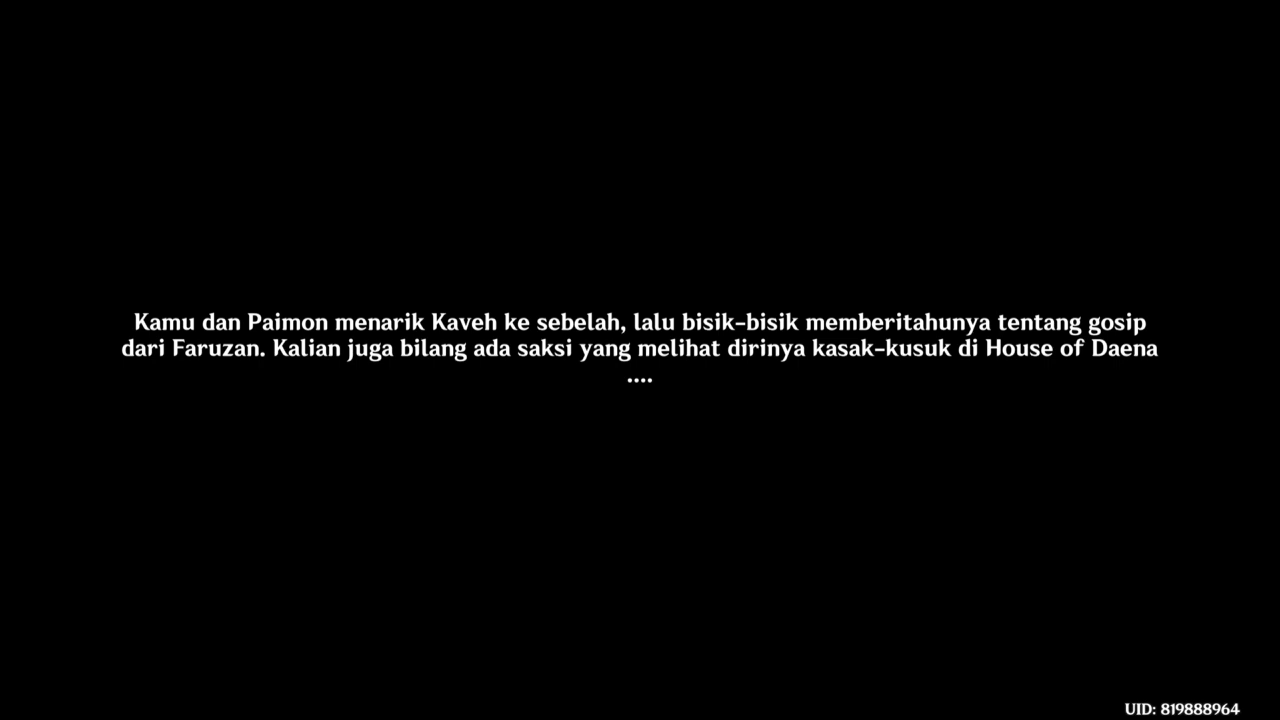 Kamu dan Paimon menarik Kaveh ke sebelah, lalu bisik-bisik memberitahunya tentang gosip
dari Faruzan. Kalian juga bilang ada saksi yang melihat dirinya kasak-kusuk di House of Daena
....
UID: 819888964